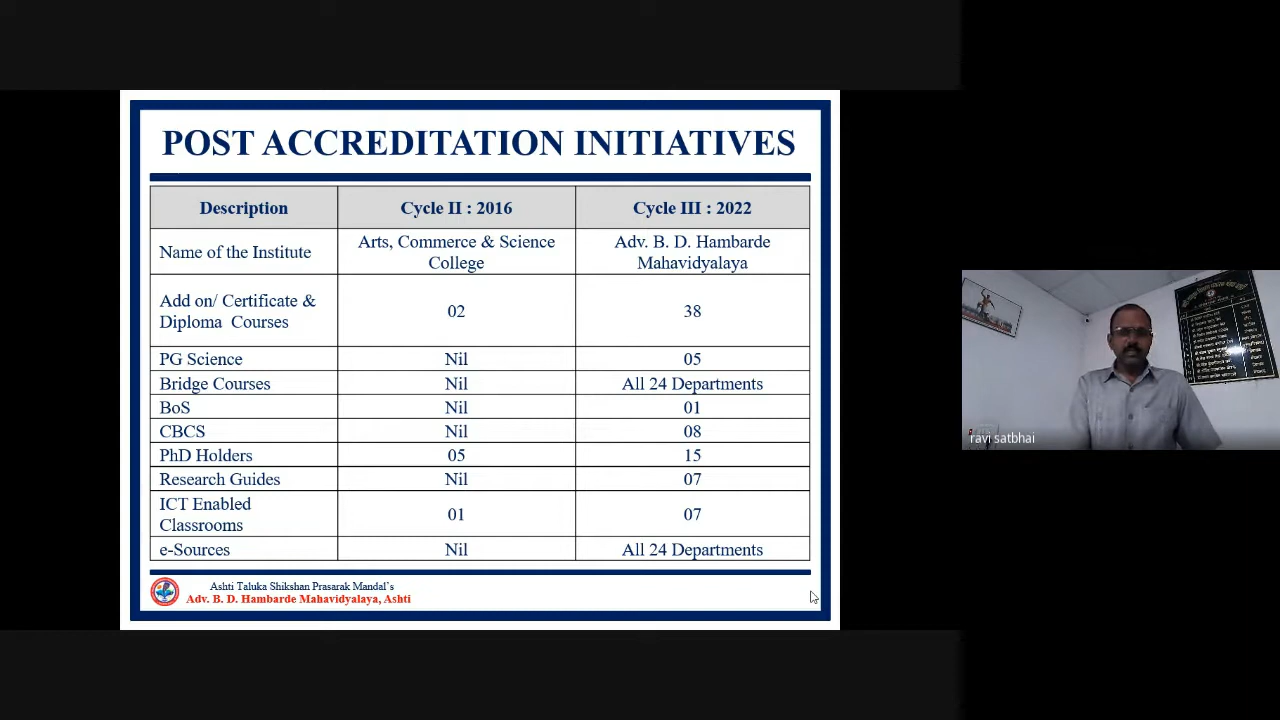 POST ACCREDITATION INITIATIVES
Description Cycle II : 2016 Cycle III : 2022
Name of the Institute Arts, Commerce & Science College Adv. B. D. Hambarde Mahavidyalaya
Add on/ Certificate & Diploma Courses 02 38
PG Science Nil 05
Bridge Courses Nil All 24 Departments
BoS Nil 01
CBCS Nil 08
PhD Holders 05 15
Research Guides Nil 07
ICT Enabled Classrooms 01 07
e-Sources Nil All 24 Departments
Ashti Taluka Shikshan Prasarak Mandal's
Adv. B. D. Hambarde Mahavidyalaya, Ashti
ravi satbhai